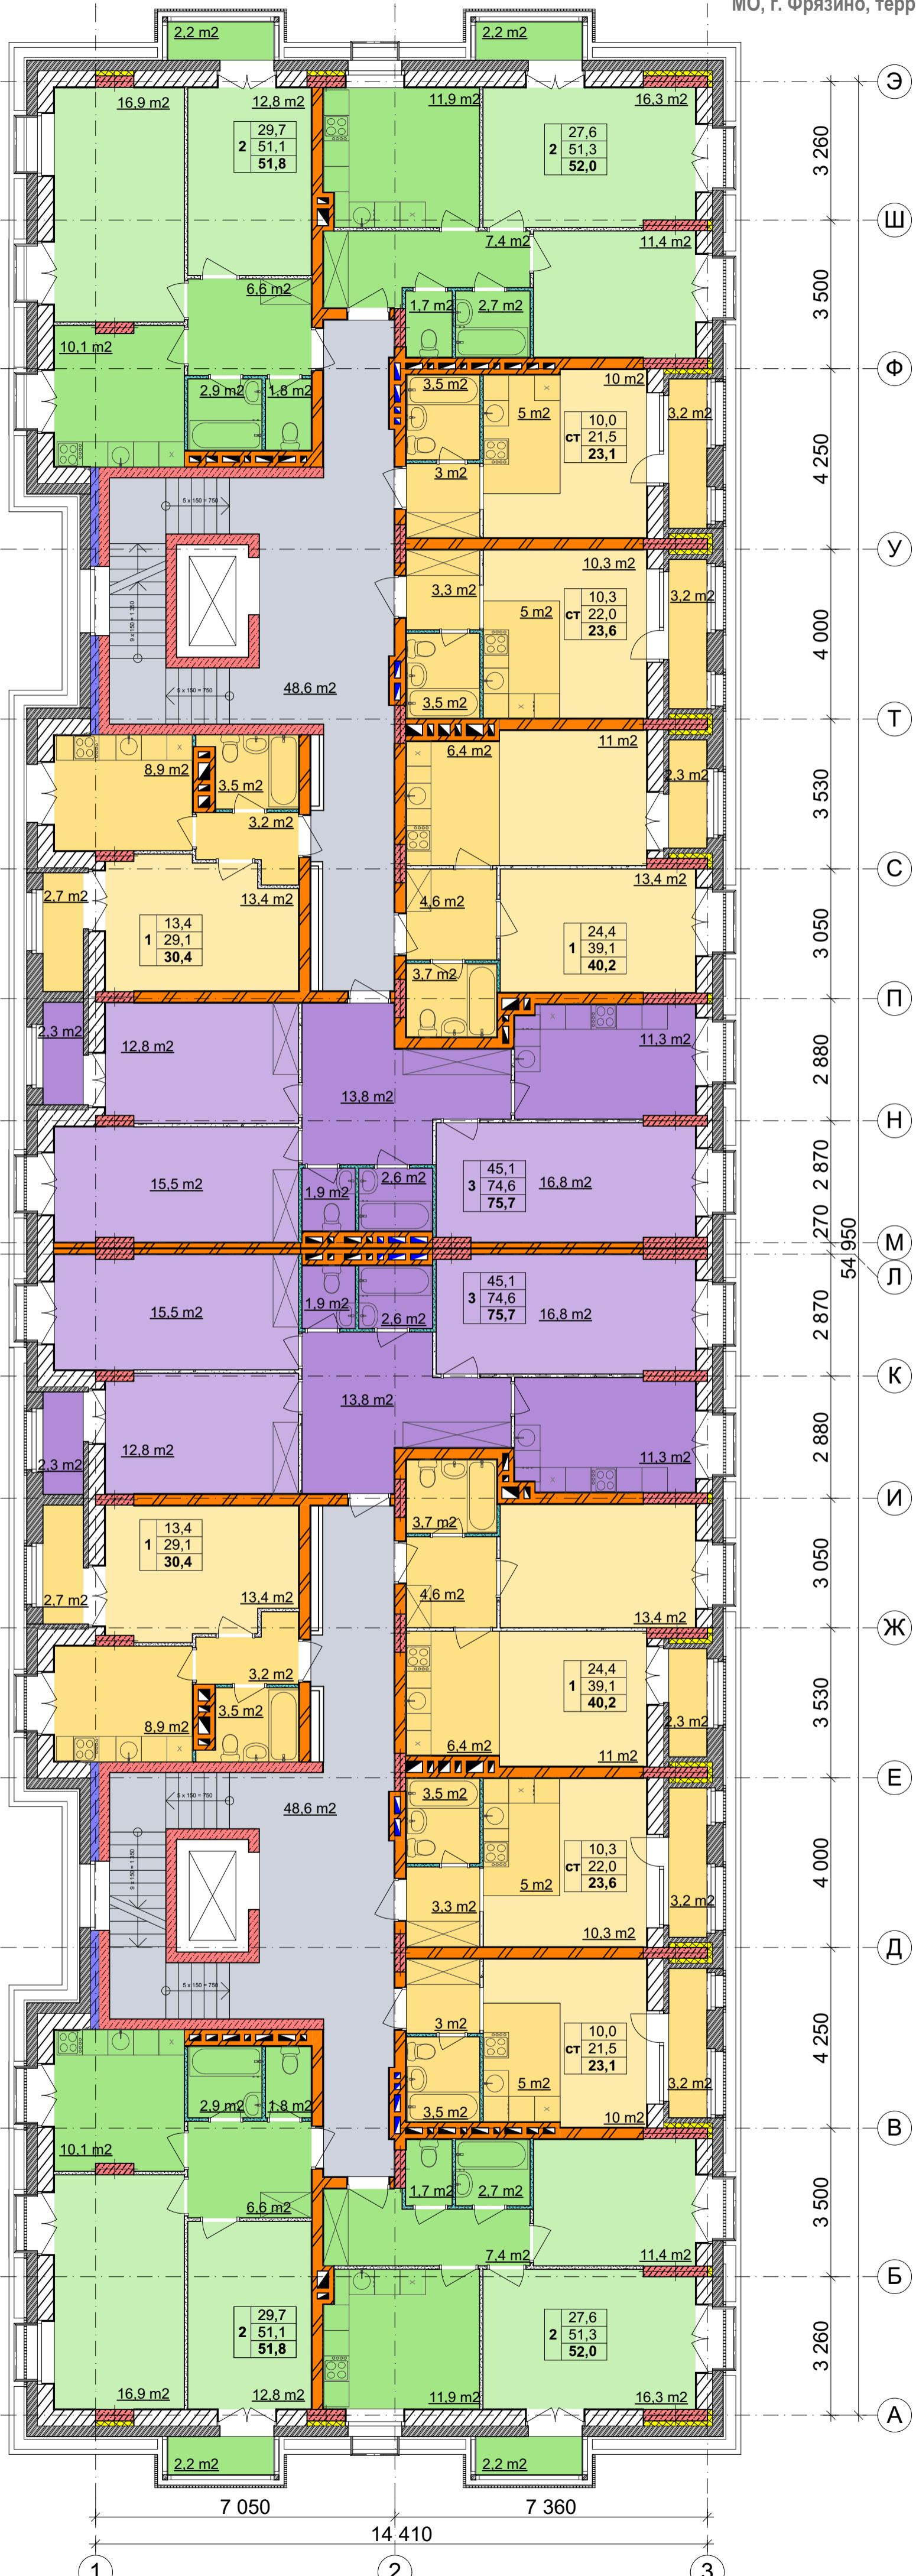 МО, г. Фрязино, терр
2,2 m2
2,2 m2
Э
16,9 m2
12,8 m2
11,9 m2
16,3 m2
2
29,7
51,1
51,8
2
27,6
51,3
52,0
3 260
Ш
7,4 m2
11,4 m2
6,6 m2
1,7 m2
2,7 m2
3 500
10,1 m2
Ф
2,9 m2
1,8 m2
3,5 m2
5 m2
10 m2
3,2 m2
ст
10,0
21,5
23,1
3 m2
4 250
5 x 150 = 750
У
10,3 m2
3,3 m2
5 m2
3,2 m2
ст
10,3
22,0
23,6
9 x 150 = 1 350
4 000
48,6 m2
5 x 150 = 750
3,5 m2
Т
8,9 m2
3,5 m2
6,4 m2
11 m2
2,3 m2
3,2 m2
3 530
С
2,7 m2
13,4 m2
13,4 m2
4,6 m2
1
13,4
29,1
30,4
1
24,4
39,1
40,2
3 050
3,7 m2
П
2,3 m2
12,8 m2
11,3 m2
13,8 m2
2 880
Н
15,5 m2
1,9 m2
2,6 m2
3
45,1
74,6
75,7
16,8 m2
2 870
270
М
54 950
Л
15,5 m2
1,9 m2
2,6 m2
3
45,1
74,6
75,7
16,8 m2
2 870
К
13,8 m2
12,8 m2
2,3 m2
11,3 m2
2 880
И
1
13,4
29,1
30,4
3,7 m2
2,7 m2
13,4 m2
4,6 m2
13,4 m2
3 050
Ж
3,2 m2
3,5 m2
8,9 m2
1
24,4
39,1
40,2
6,4 m2
11 m2
2,3 m2
3 530
Е
5 x 150 = 750
48,6 m2
3,5 m2
9 x 150 = 1 350
5 m2
ст
10,3
22,0
23,6
3,3 m2
10,3 m2
3,2 m2
4 000
Д
5 x 150 = 750
3 m2
ст
10,0
21,5
23,1
5 m2
3,5 m2
10 m2
3,2 m2
4 250
2,9 m2
1,8 m2
В
10,1 m2
1,7 m2
2,7 m2
6,6 m2
7,4 m2
11,4 m2
3 500
Б
2
29,7
51,1
51,8
2
27,6
51,3
52,0
16,9 m2
12,8 m2
11,9 m2
16,3 m2
3 260
А
2,2 m2
2,2 m2
7 050
7 360
14 410
1
2
3